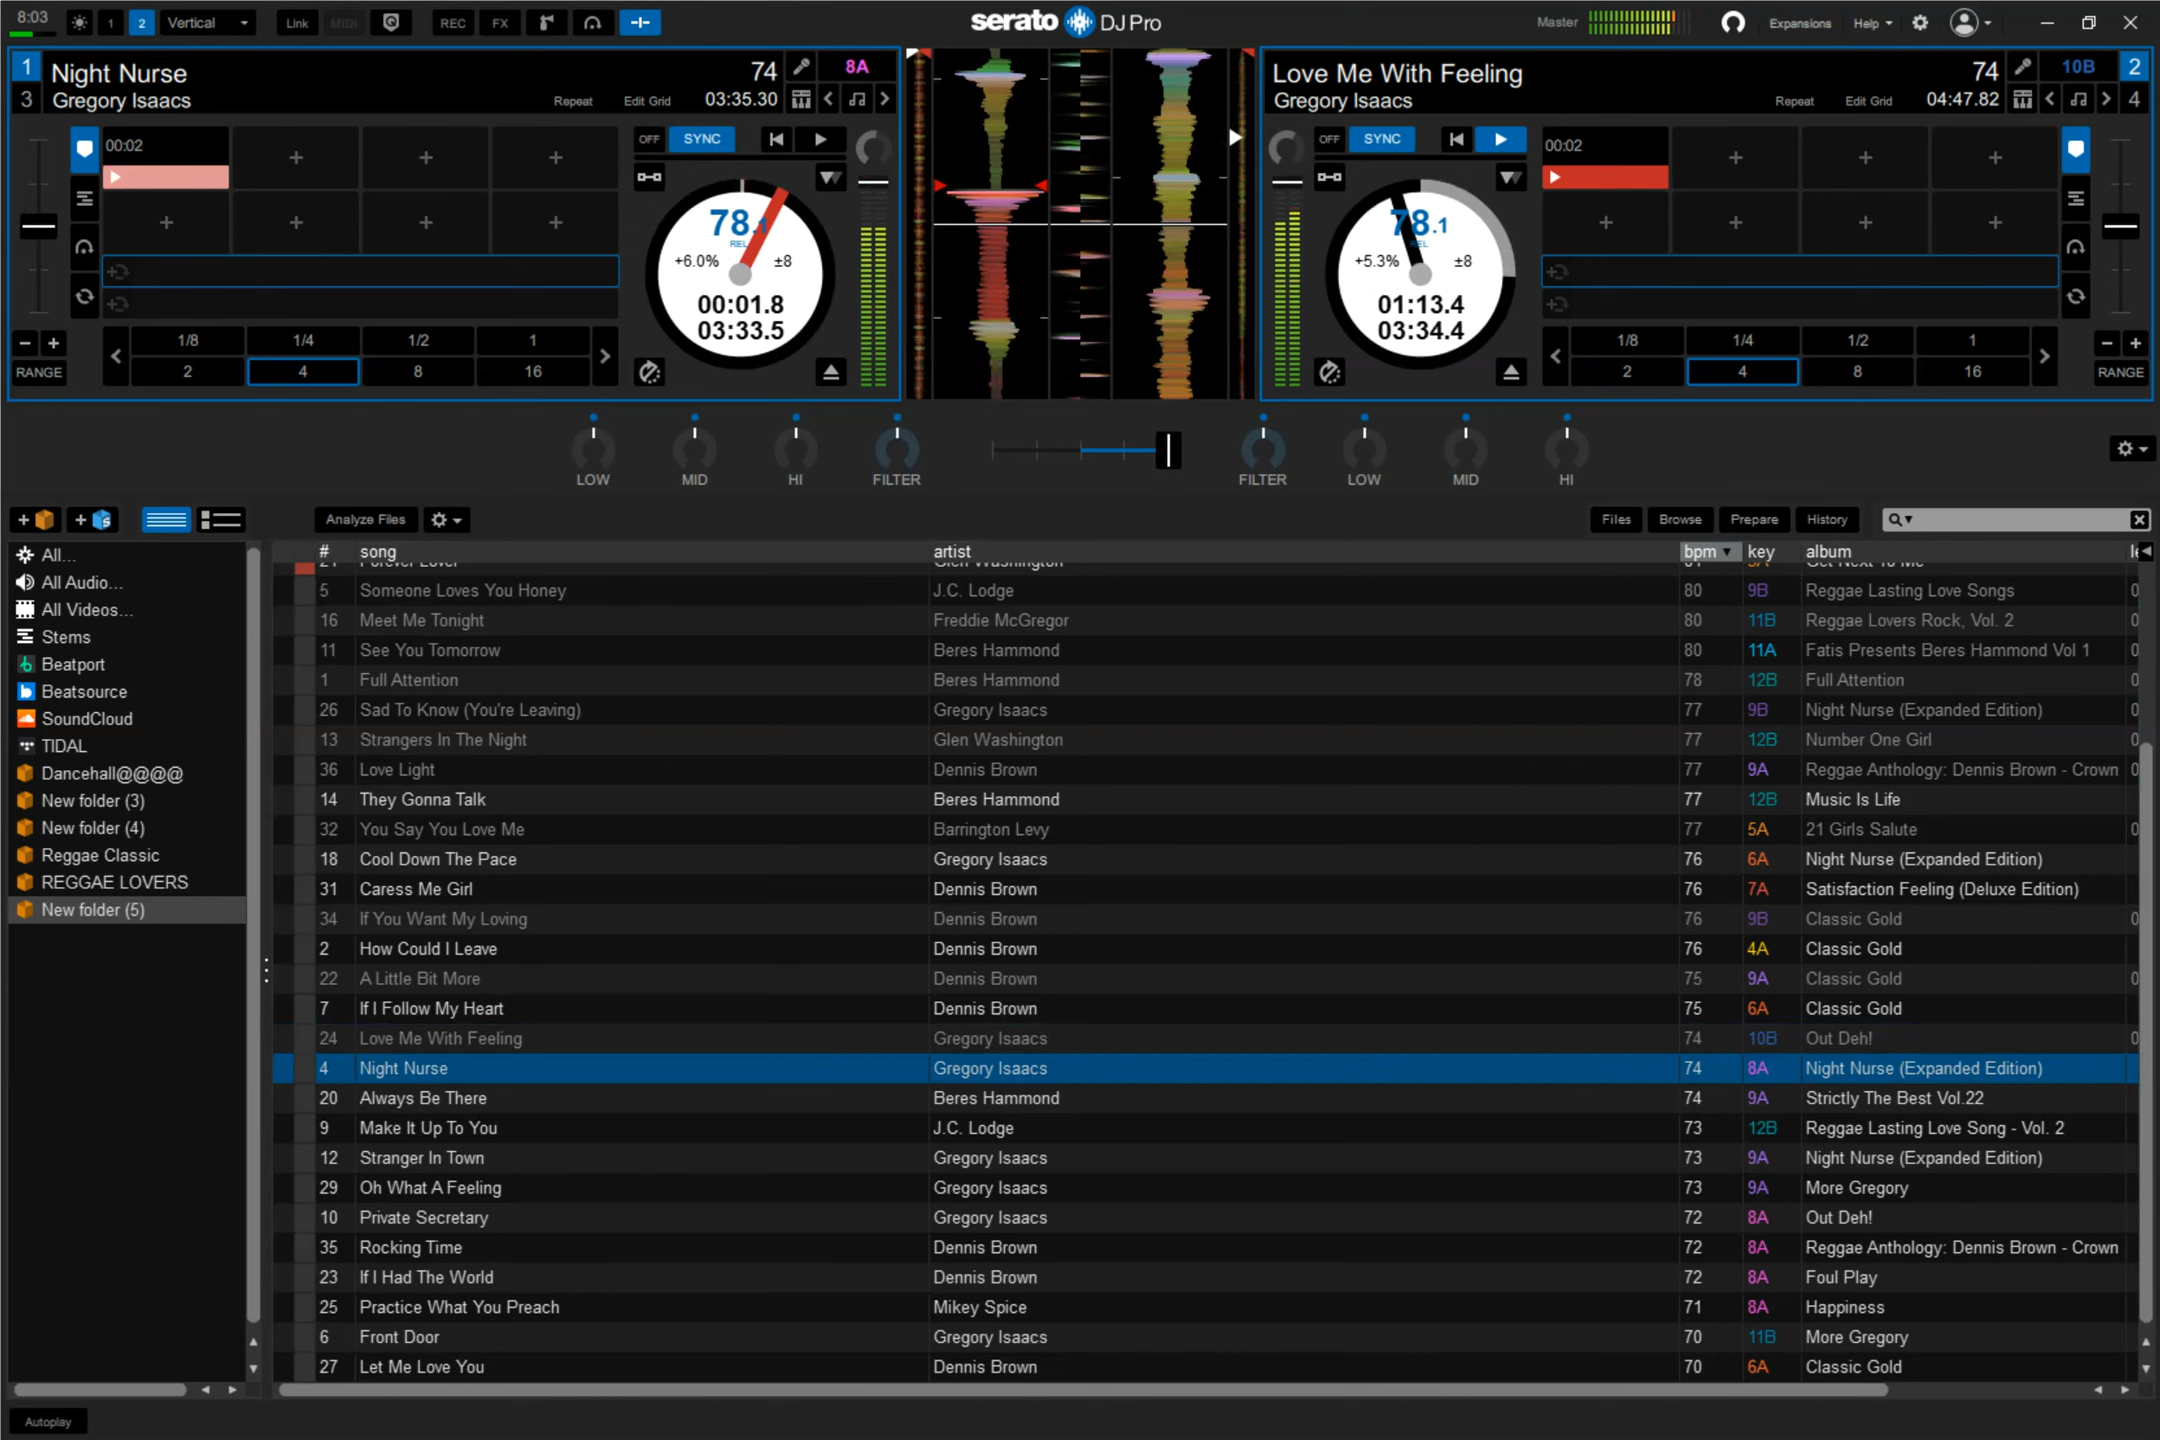 8:03 1 2 Vertical Link MIDI REC FX serato DJ Pro Master Expansions Help
1 Night Nurse 74 8A
3 Gregory Isaacs Repeat Edit Grid 03:35.30
00:02
OFF SYNC
78.1
REL
+6.0% ±8
00:01.8
03:33.5
1/8 1/4 1/2 1
RANGE 2 4 8 16
Love Me With Feeling 74 10B 2
Gregory Isaacs Repeat Edit Grid 04:47.82 4
OFF SYNC
00:02
78.1
REL
+5.3% ±8
01:13.4
03:34.4
1/8 1/4 1/2 1
2 4 8 16 RANGE
LOW MID HI FILTER FILTER LOW MID HI
Analyze Files Files Browse Prepare History
All...
All Audio...
All Videos...
Stems
Beatport
Beatsource
SoundCloud
TIDAL
Dancehall@@@@
New folder (3)
New folder (4)
Reggae Classic
REGGAE LOVERS
New folder (5)
# song artist bpm key album
5 Someone Loves You Honey J.C. Lodge 80 9B Reggae Lasting Love Songs 0
16 Meet Me Tonight Freddie McGregor 80 11B Reggae Lovers Rock, Vol. 2 0
11 See You Tomorrow Beres Hammond 80 11A Fatis Presents Beres Hammond Vol 1 0
1 Full Attention Beres Hammond 78 12B Full Attention 0
26 Sad To Know (You're Leaving) Gregory Isaacs 77 9B Night Nurse (Expanded Edition) 0
13 Strangers In The Night Glen Washington 77 12B Number One Girl 0
36 Love Light Dennis Brown 77 9A Reggae Anthology: Dennis Brown - Crown 0
14 They Gonna Talk Beres Hammond 77 12B Music Is Life
32 You Say You Love Me Barrington Levy 77 5A 21 Girls Salute 0
18 Cool Down The Pace Gregory Isaacs 76 6A Night Nurse (Expanded Edition)
31 Caress Me Girl Dennis Brown 76 7A Satisfaction Feeling (Deluxe Edition)
34 If You Want My Loving Dennis Brown 76 9B Classic Gold 0
2 How Could I Leave Dennis Brown 76 4A Classic Gold
22 A Little Bit More Dennis Brown 75 9A Classic Gold 0
7 If I Follow My Heart Dennis Brown 75 6A Classic Gold
24 Love Me With Feeling Gregory Isaacs 74 10B Out Deh! 0
4 Night Nurse Gregory Isaacs 74 8A Night Nurse (Expanded Edition)
20 Always Be There Beres Hammond 74 9A Strictly The Best Vol.22
9 Make It Up To You J.C. Lodge 73 12B Reggae Lasting Love Song - Vol. 2
12 Stranger In Town Gregory Isaacs 73 9A Night Nurse (Expanded Edition)
29 Oh What A Feeling Gregory Isaacs 73 9A More Gregory
10 Private Secretary Gregory Isaacs 72 8A Out Deh!
35 Rocking Time Dennis Brown 72 8A Reggae Anthology: Dennis Brown - Crown
23 If I Had The World Dennis Brown 72 8A Foul Play
25 Practice What You Preach Mikey Spice 71 8A Happiness
6 Front Door Gregory Isaacs 70 11B More Gregory
27 Let Me Love You Dennis Brown 70 6A Classic Gold
Autoplay